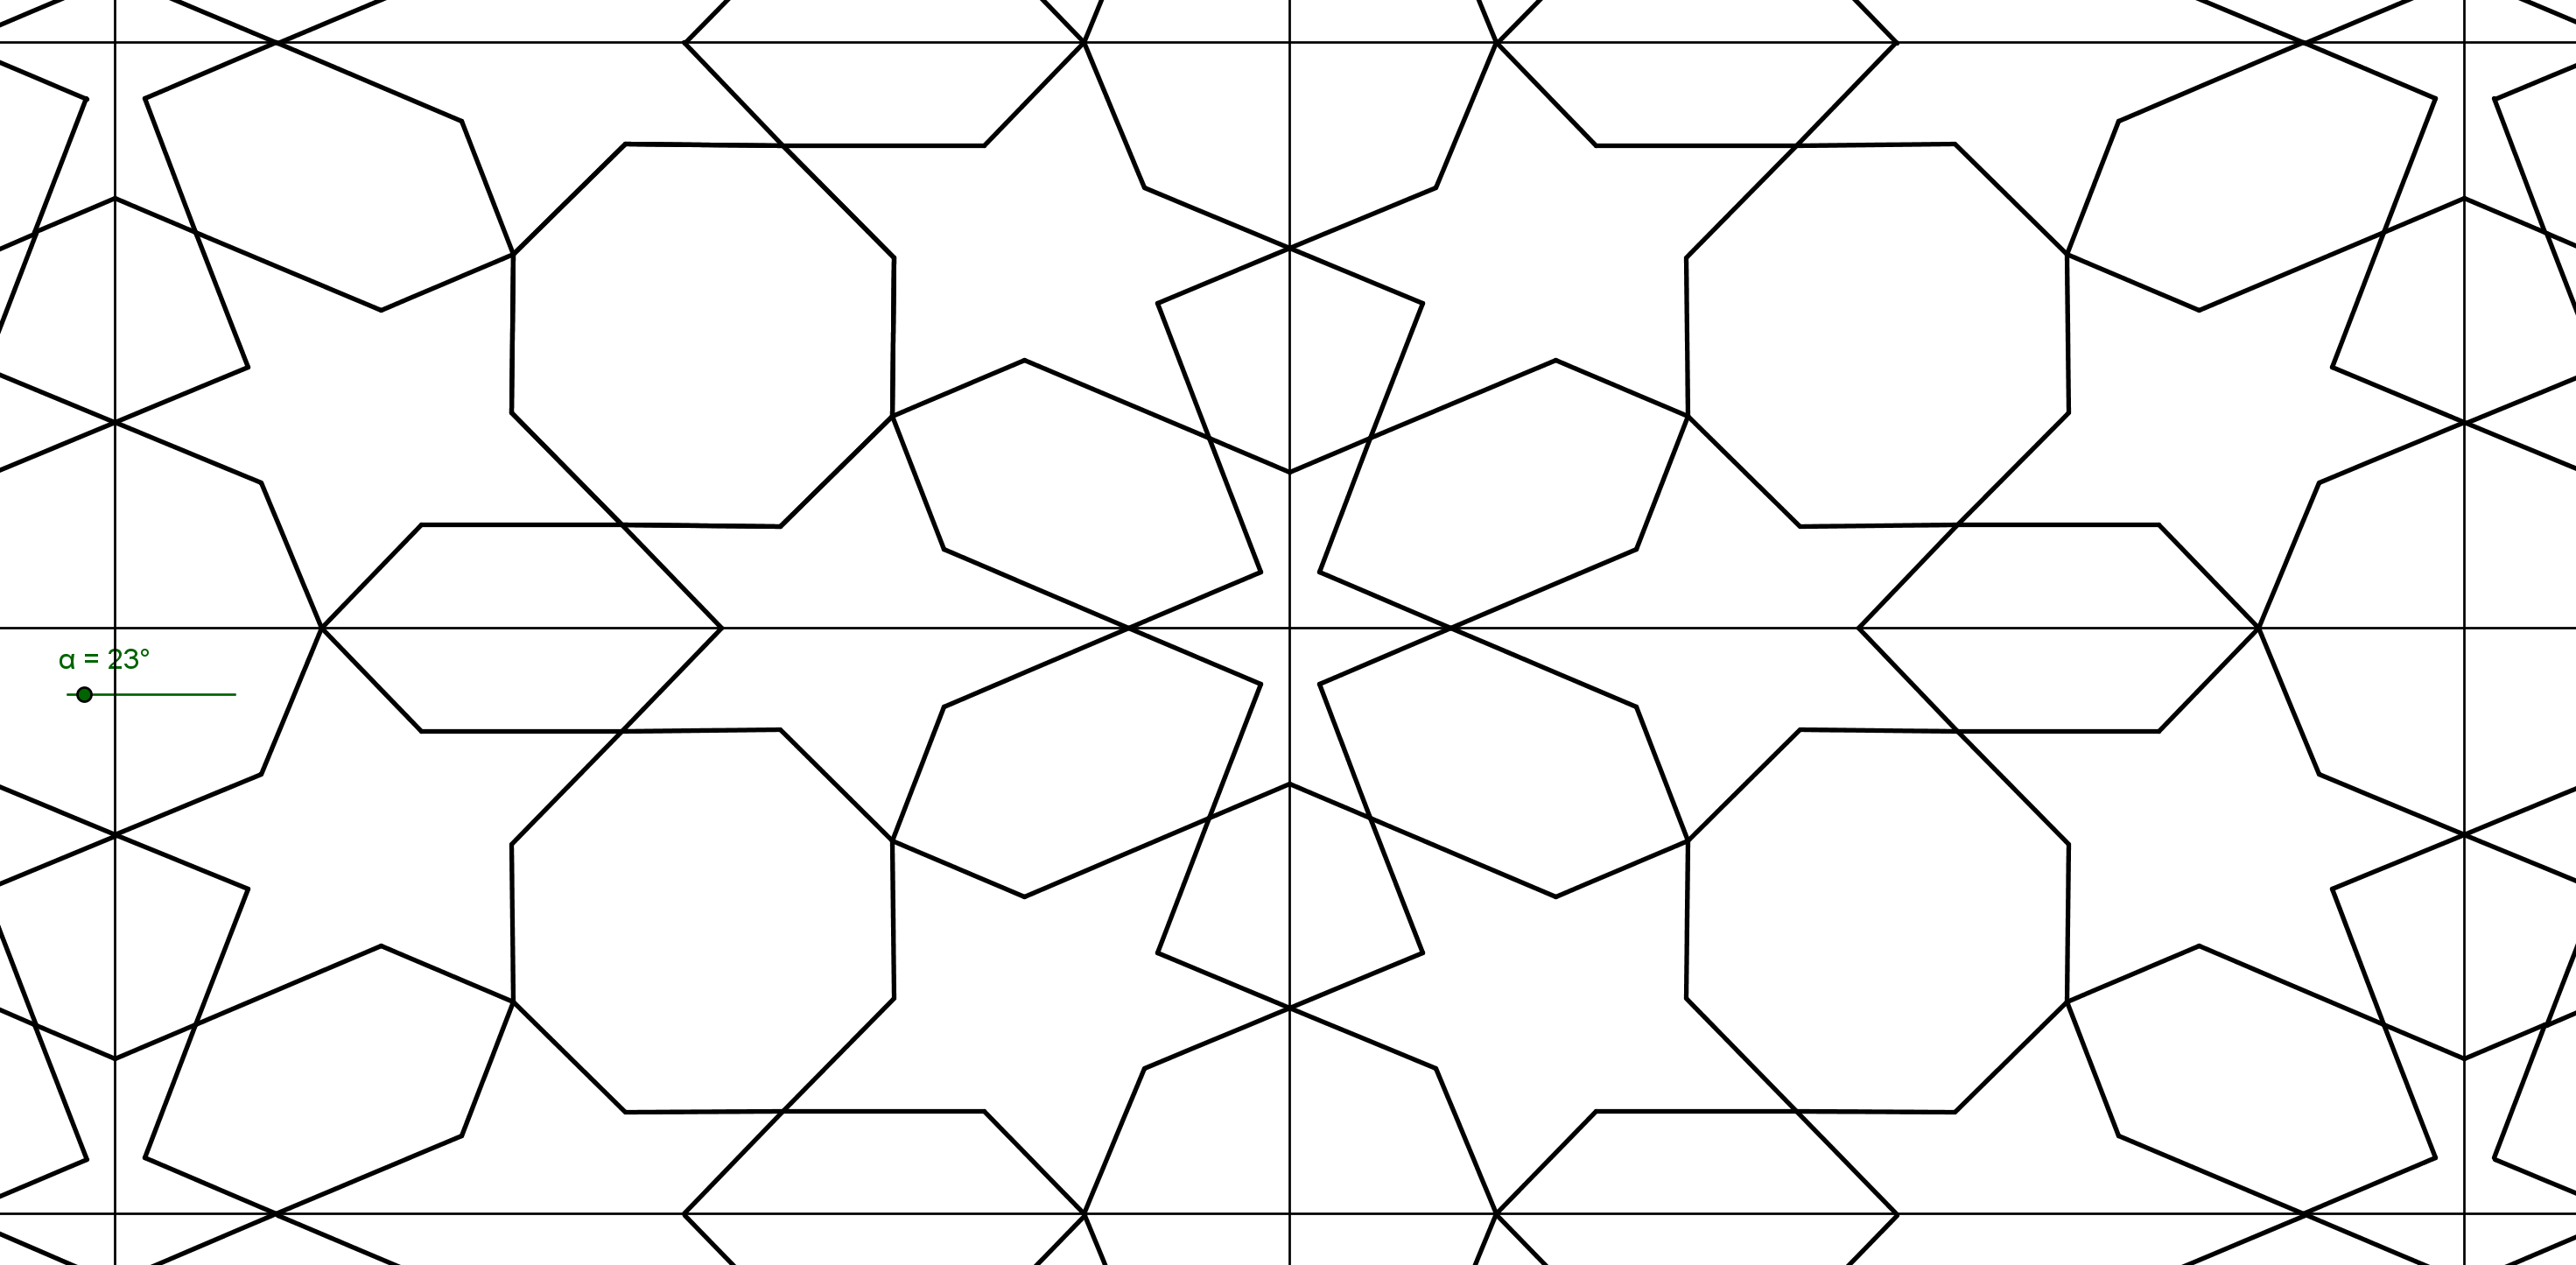 α = 23°